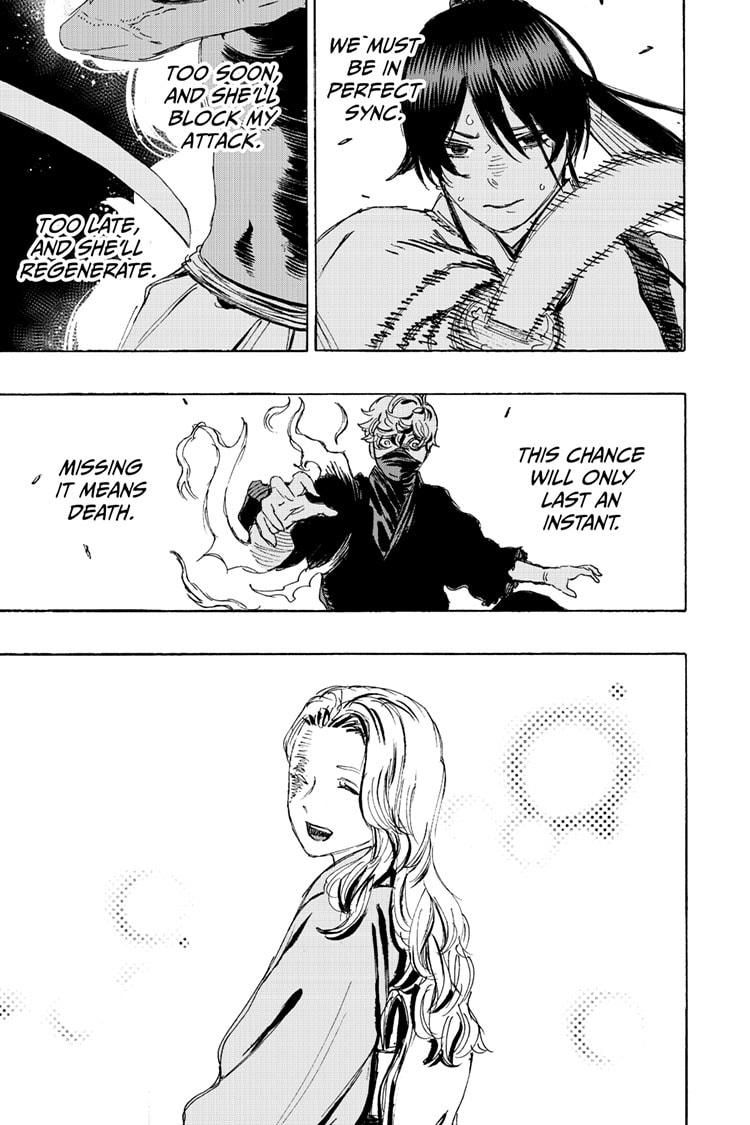 WE MUST
BE IN
PERFECT
SYNC.
TOO SOON,
AND SHE'LL
BLOCK MY
ATTACK.
TOO LATE,
AND SHE'LL
REGENERATE.
THIS CHANCE
WILL ONLY
LAST AN
INSTANT.
MISSING
IT MEANS
DEATH.